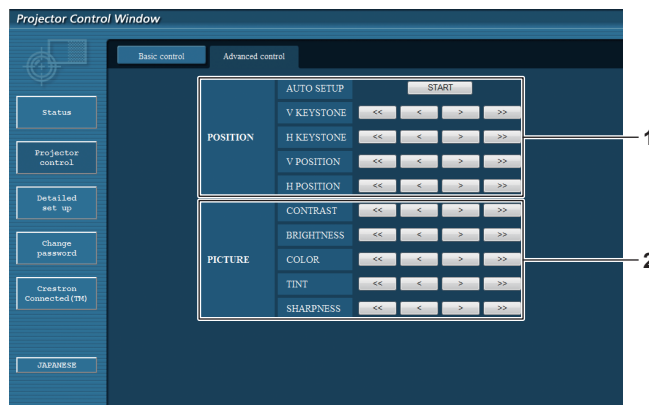 Projector Control Window
Basic control
Advanced control
Status
Projector
control
Detailed
set up
Change
password
Crestron
Connected(TM)
JAPANESE
POSITION
AUTO SETUP START
V KEYSTONE << < > >>
H KEYSTONE << < > >>
V POSITION << < > >>
H POSITION << < > >>
1
PICTURE
CONTRAST << < > >>
BRIGHTNESS << < > >>
COLOR << < > >>
TINT << < > >>
SHARPNESS << < > >>
2